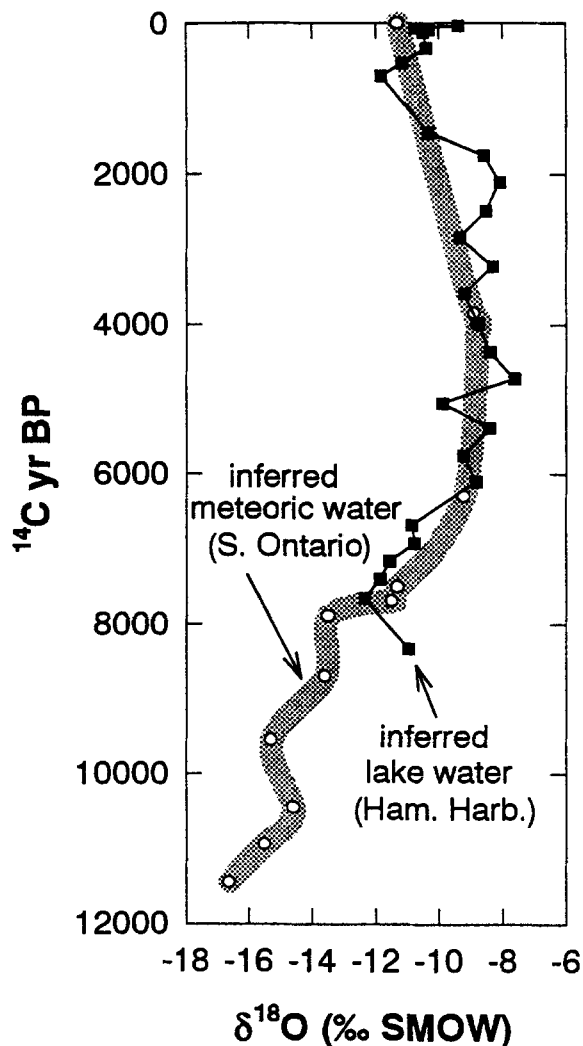 0
2000
4000
6000
8000
10000
12000
¹⁴C yr BP
inferred
meteoric water
(S. Ontario)
inferred
lake water
(Ham. Harb.)
-18 -16 -14 -12 -10 -8 -6
δ¹⁸O (‰ SMOW)